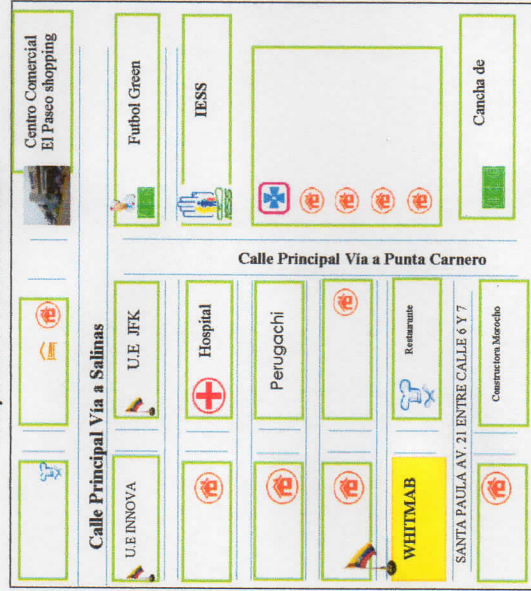 Centro Comercial
El Paseo shopping
Calle Principal Vía a Salinas
U.E INNOVA
U.E JFK
Futbol Green
Hospital
IESS
Perugachi
Calle Principal Vía a Punta Carnero
WHITMAB
Restaurante
SANTA PAULA AV. 21 ENTRE CALLE 6 Y 7
Constructora Morocho
Cancha de